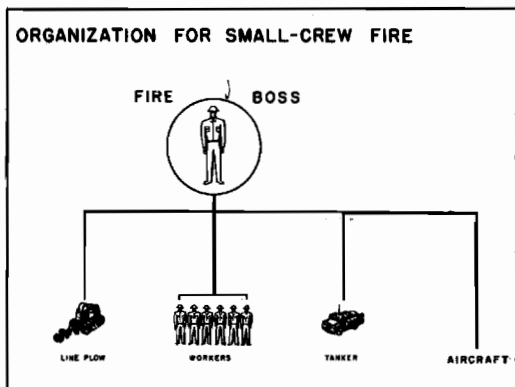 ORGANIZATION FOR SMALL-CREW FIRE
FIRE BOSS
LINE PLOW WORKERS TANKER AIRCRAFT